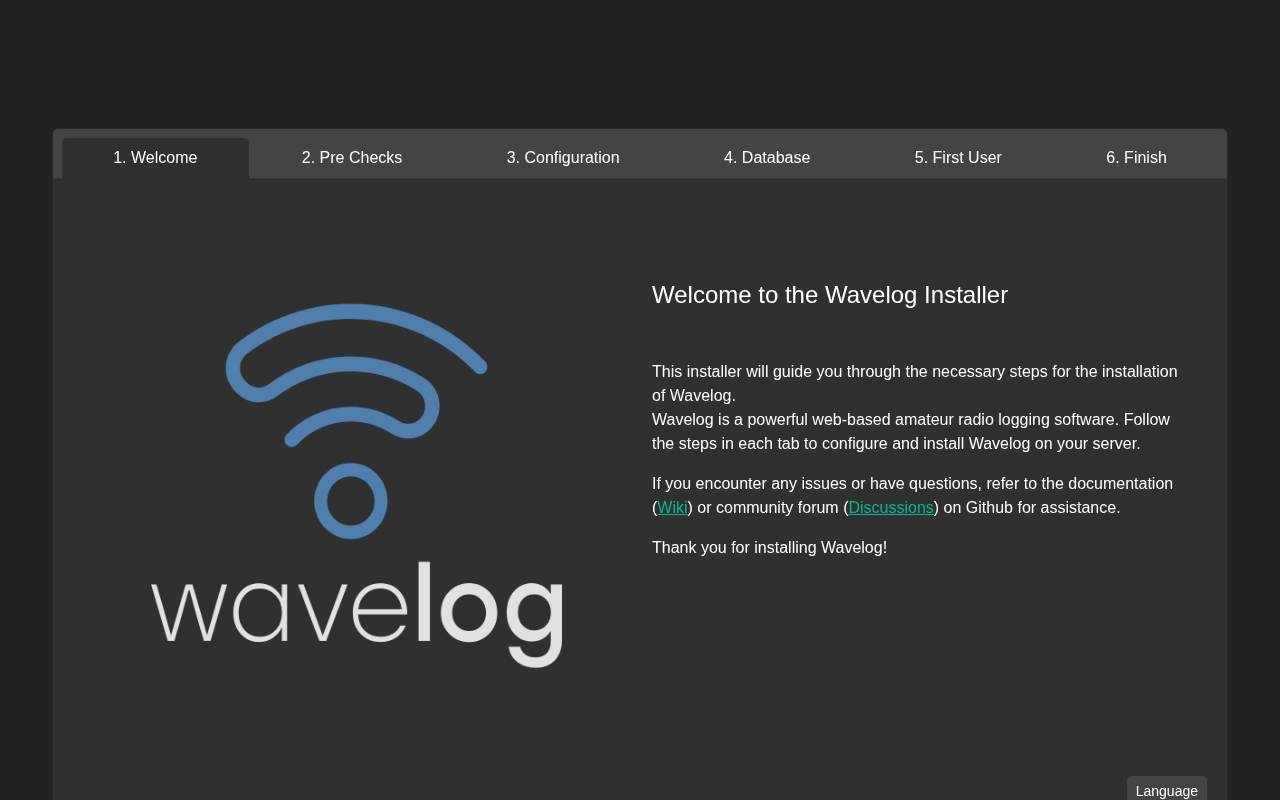 1. Welcome
2. Pre Checks
3. Configuration
4. Database
5. First User
6. Finish
wavelog
Welcome to the Wavelog Installer
This installer will guide you through the necessary steps for the installation
of Wavelog.
Wavelog is a powerful web-based amateur radio logging software. Follow
the steps in each tab to configure and install Wavelog on your server.
If you encounter any issues or have questions, refer to the documentation
(Wiki) or community forum (Discussions) on Github for assistance.
Thank you for installing Wavelog!
Language